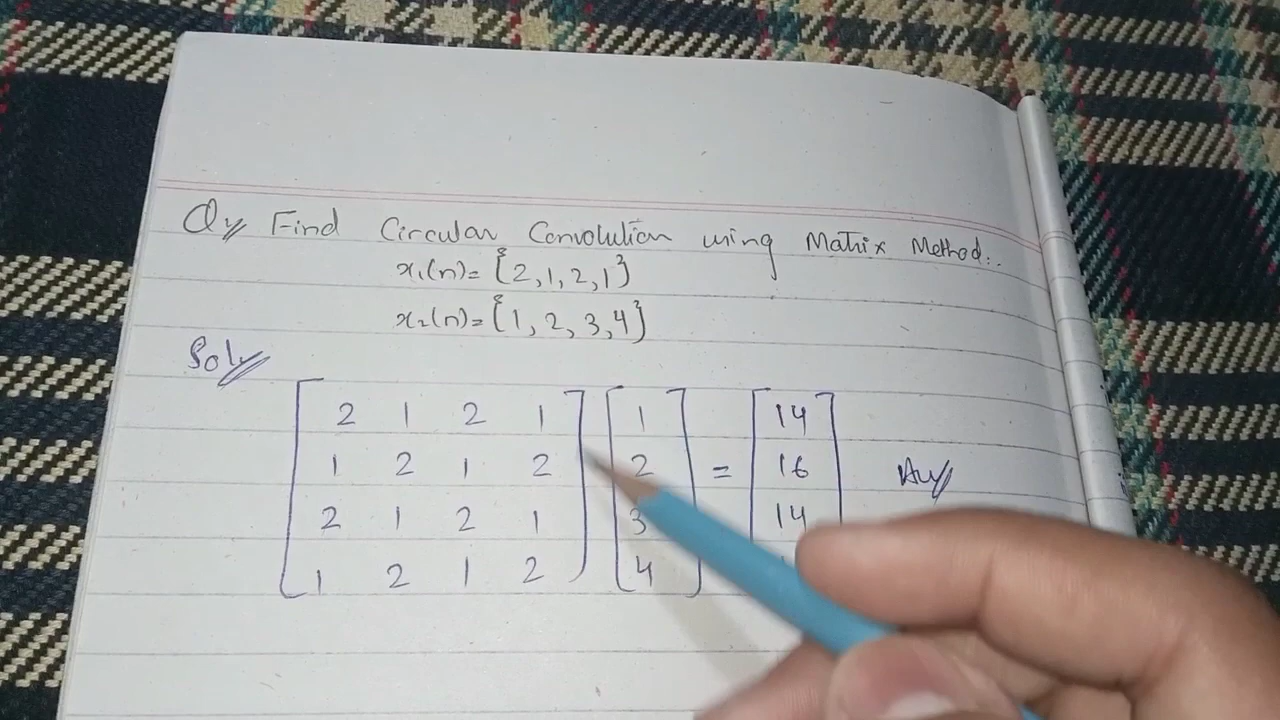 Q// Find Circular Convolution using Matrix Method:.
x₁(n)= {2,1,2,1}
x₂(n)= {1,2,3,4}
Sol//
2 1 2 1 1 14
1 2 1 2 2 = 16 An//
2 1 2 1 3 14
1 2 1 2 4